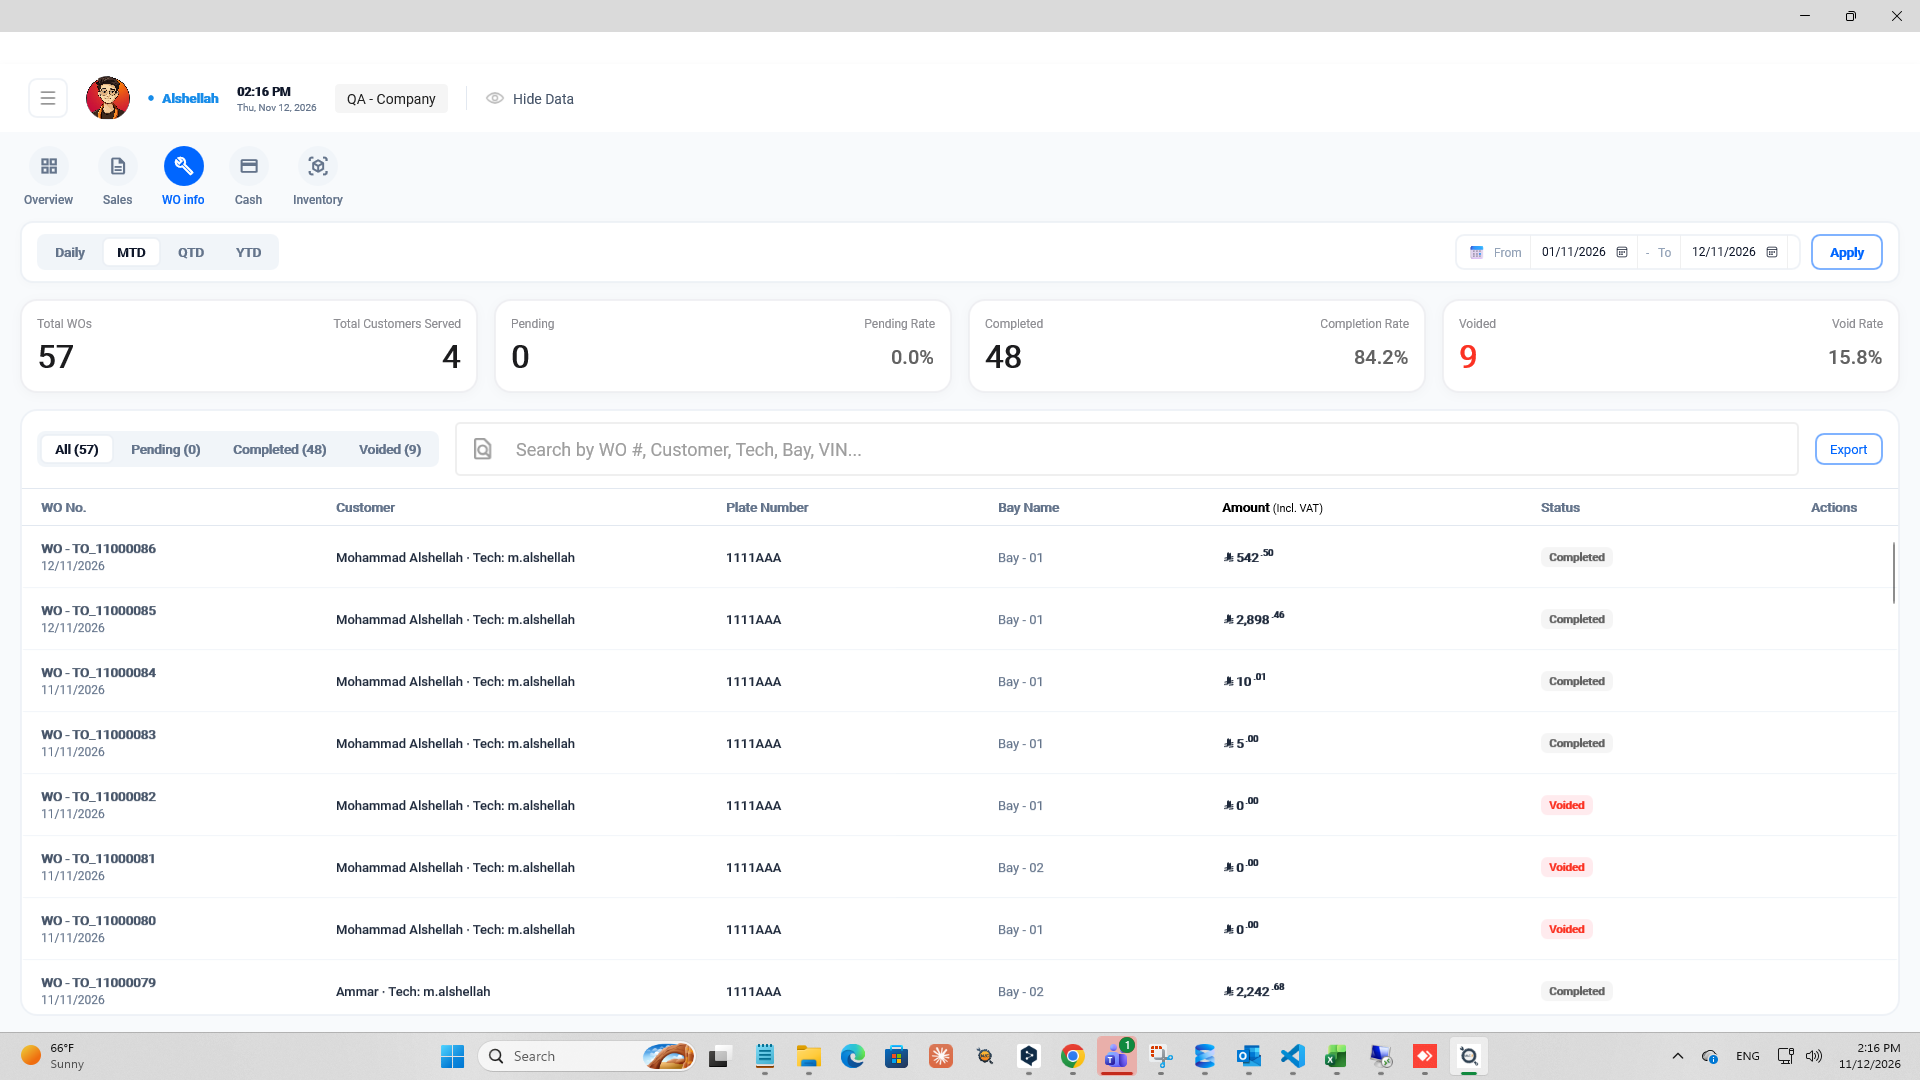 Alshellah
02:16 PM
Thu, Nov 12, 2026
QA - Company
Hide Data
Overview
Sales
WO info
Cash
Inventory
Daily
MTD
QTD
YTD
From
01/11/2026
- To
12/11/2026
Apply
Total WOs
Total Customers Served
57
4
Pending
Pending Rate
0
0.0%
Completed
Completion Rate
48
84.2%
Voided
Void Rate
9
15.8%
All (57)
Pending (0)
Completed (48)
Voided (9)
Search by WO #, Customer, Tech, Bay, VIN...
Export
WO No. Customer Plate Number Bay Name Amount (Incl. VAT) Status Actions
WO - TO_11000086
12/11/2026
Mohammad Alshellah · Tech: m.alshellah 1111AAA Bay - 01 542.50 Completed
WO - TO_11000085
12/11/2026
Mohammad Alshellah · Tech: m.alshellah 1111AAA Bay - 01 2,898.46 Completed
WO - TO_11000084
11/11/2026
Mohammad Alshellah · Tech: m.alshellah 1111AAA Bay - 01 10.01 Completed
WO - TO_11000083
11/11/2026
Mohammad Alshellah · Tech: m.alshellah 1111AAA Bay - 01 5.00 Completed
WO - TO_11000082
11/11/2026
Mohammad Alshellah · Tech: m.alshellah 1111AAA Bay - 01 0.00 Voided
WO - TO_11000081
11/11/2026
Mohammad Alshellah · Tech: m.alshellah 1111AAA Bay - 02 0.00 Voided
WO - TO_11000080
11/11/2026
Mohammad Alshellah · Tech: m.alshellah 1111AAA Bay - 01 0.00 Voided
WO - TO_11000079
11/11/2026
Ammar · Tech: m.alshellah 1111AAA Bay - 02 2,242.68 Completed
66°F
Sunny
Search
1
ENG
2:16 PM
11/12/2026